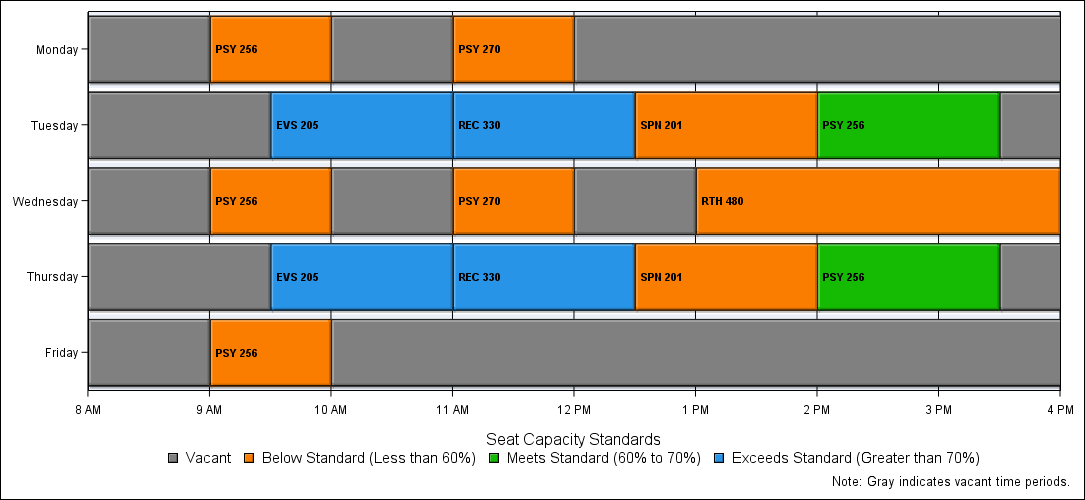 Monday
PSY 256
PSY 270
Tuesday
EVS 205
REC 330
SPN 201
PSY 256
Wednesday
PSY 256
PSY 270
RTH 480
Thursday
EVS 205
REC 330
SPN 201
PSY 256
Friday
PSY 256
8 AM 9 AM 10 AM 11 AM 12 PM 1 PM 2 PM 3 PM 4 PM
Seat Capacity Standards
Vacant Below Standard (Less than 60%) Meets Standard (60% to 70%) Exceeds Standard (Greater than 70%)
Note: Gray indicates vacant time periods.